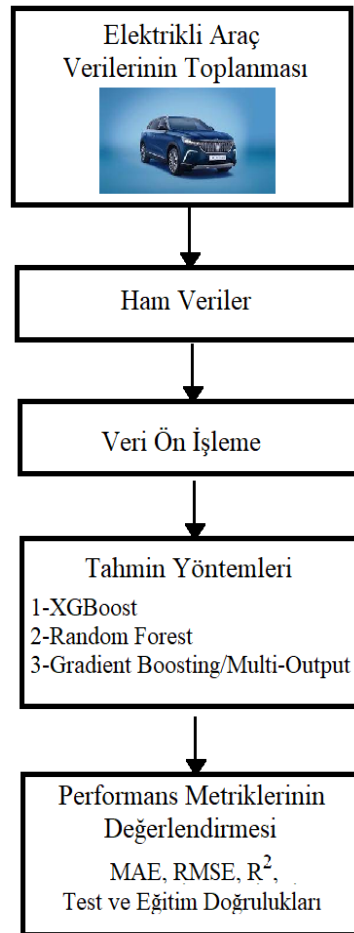 Elektrikli Araç
Verilerinin Toplanması
Ham Veriler
Veri Ön İşleme
Tahmin Yöntemleri
1-XGBoost
2-Random Forest
3-Gradient Boosting/Multi-Output
Performans Metriklerinin
Değerlendirmesi
MAE, RMSE, R²,
Test ve Eğitim Doğrulukları